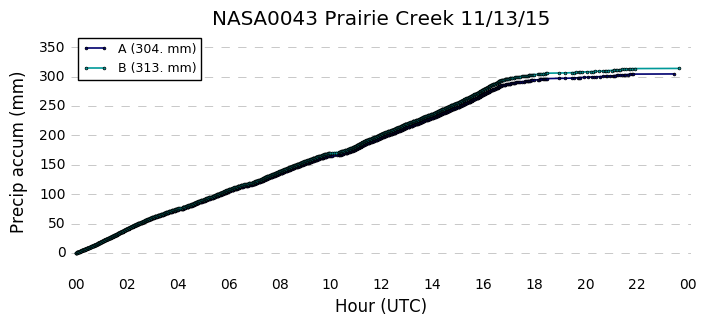 NASA0043 Prairie Creek 11/13/15
A (304. mm)
B (313. mm)
Precip accum (mm)
350
300
250
200
150
100
50
0
00 02 04 06 08 10 12 14 16 18 20 22 00
Hour (UTC)